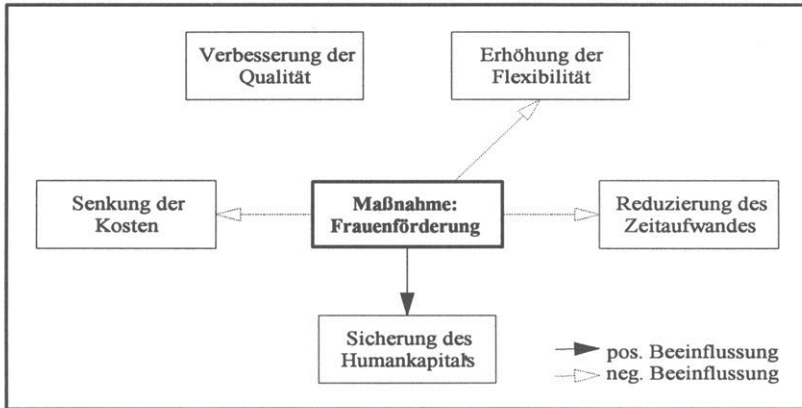 Verbesserung der
Qualität
Erhöhung der
Flexibilität
Senkung der
Kosten
Maßnahme:
Frauenförderung
Reduzierung des
Zeitaufwandes
Sicherung des
Humankapitals
pos. Beeinflussung
neg. Beeinflussung